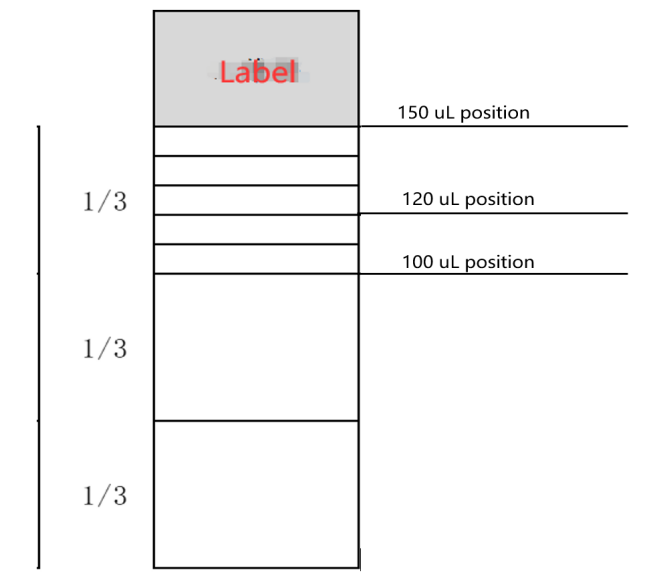 Label
150 uL position
1/3
120 uL position
100 uL position
1/3
1/3